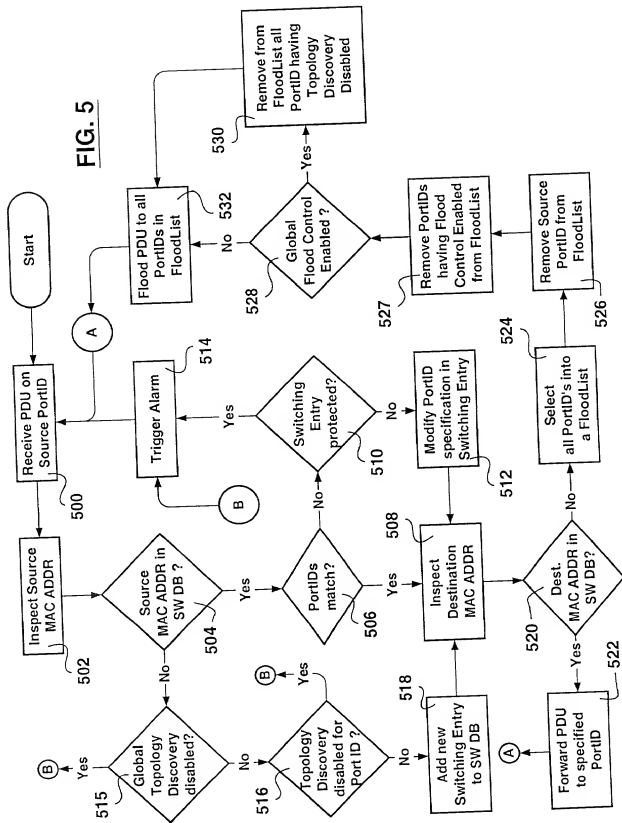 FIG. 5
Start
Receive PDU on
Source PortID
500
Inspect Source
MAC ADDR
502
Source
MAC ADDR in
SW DB ?
504
No
Yes
Global
Topology
Discovery
disabled?
515
Yes
B
No
Topology
Discovery
disabled for
Port ID ?
516
Yes
B
No
Add new
Switching Entry
to SW DB
518
PortIDs
match?
506
No
Yes
Switching
Entry
protected?
510
Yes
No
Trigger Alarm
514
B
A
Modify PortID
specification in
Switching Entry
512
Inspect
Destination
MAC ADDR
508
Dest.
MAC ADDR in
SW DB?
520
Yes
No
Forward PDU
to specified
PortID
522
A
Select
all PortID's into
a FloodList
524
Remove Source
PortID from
FloodList
526
Remove PortIDs
having Flood
Control Enabled
from FloodList
527
Global
Flood Control
Enabled ?
528
Yes
No
Remove from
FloodList all
PortID having
Topology
Discovery
Disabled
530
Flood PDU to all
PortIDs in
FloodList
532